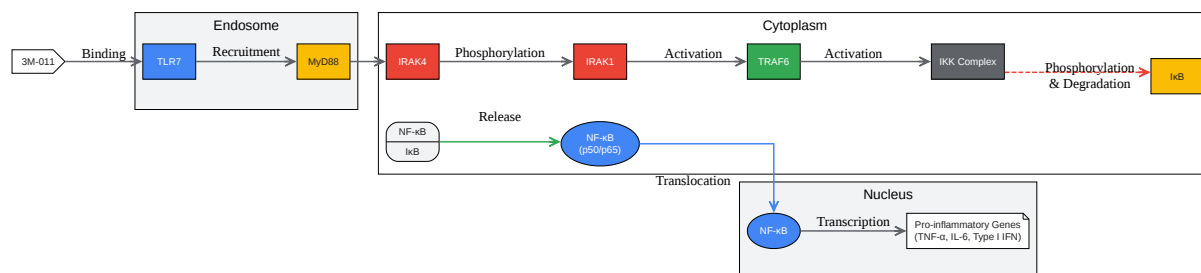 Endosome
Cytoplasm
3M-011
Binding
TLR7
Recruitment
MyD88
IRAK4
Phosphorylation
IRAK1
Activation
TRAF6
Activation
IKK Complex
Phosphorylation
& Degradation
IκB
NF-κB
IκB
Release
NF-κB
(p50/p65)
Translocation
Nucleus
NF-κB
Transcription
Pro-inflammatory Genes
(TNF-α, IL-6, Type I IFN)